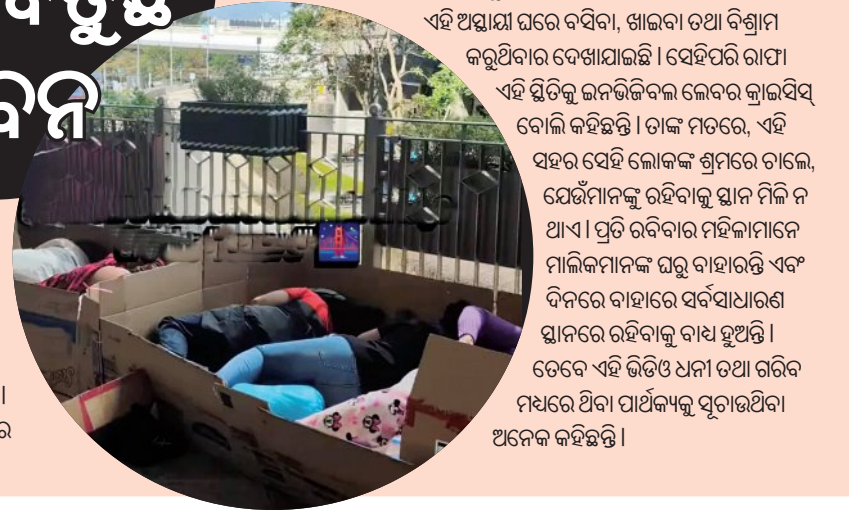 ଏହି ଅସ୍ଥାୟୀ ଘରେ ବସିବା, ଖାଇବା ତଥା ବିଶ୍ରାମ
କରୁଥିବାର ଦେଖାଯାଇଛି । ସେହିପରି ରାଫା
ଏହି ସ୍ଥିତିକୁ ଇନଭିଜିବଲ ଲେବର କ୍ରାଇସିସ୍
ବୋଲି କହିଛନ୍ତି । ତାଙ୍କ ମତରେ, ଏହି
ସହର ସେହି ଲୋକଙ୍କ ଶ୍ରମରେ ଚାଲେ,
ଯେଉଁମାନଙ୍କୁ ରହିବାକୁ ସ୍ଥାନ ମିଳି ନ
ଥାଏ । ପ୍ରତି ରବିବାର ମହିଳାମାନେ
ମାଲିକମାନଙ୍କ ଘରୁ ବାହାରନ୍ତି ଏବଂ
ଦିନରେ ବାହାରେ ସର୍ବସାଧାରଣ
ସ୍ଥାନରେ ରହିବାକୁ ବାଧ୍ୟ ହୁଅନ୍ତି ।
ତେବେ ଏହି ଭିଡିଓ ଧନୀ ତଥା ଗରିବ
ମଧ୍ୟରେ ଥିବା ପାର୍ଥକ୍ୟକୁ ସୂଚାଉଥିବା
ଅନେକ କହିଛନ୍ତି ।